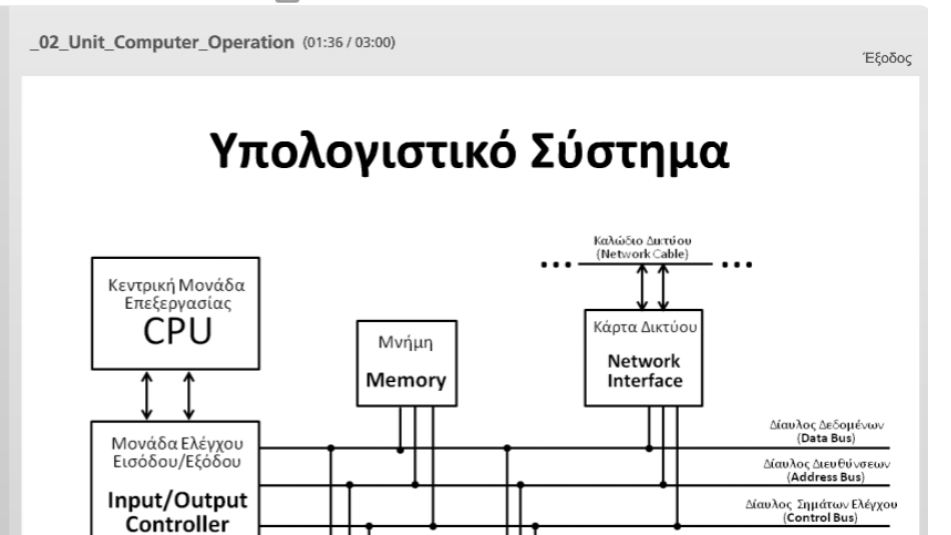 _02_Unit_Computer_Operation (01:36 / 03:00)
Έξοδος
Υπολογιστικό Σύστημα
Καλώδιο Δικτύου
(Network Cable)
Κεντρική Μονάδα
Επεξεργασίας
CPU
Μνήμη
Memory
Κάρτα Δικτύου
Network
Interface
Μονάδα Ελέγχου
Εισόδου/Εξόδου
Input/Output
Controller
Δίαυλος Δεδομένων
(Data Bus)
Δίαυλος Διευθύνσεων
(Address Bus)
Δίαυλος Σημάτων Ελέγχου
(Control Bus)